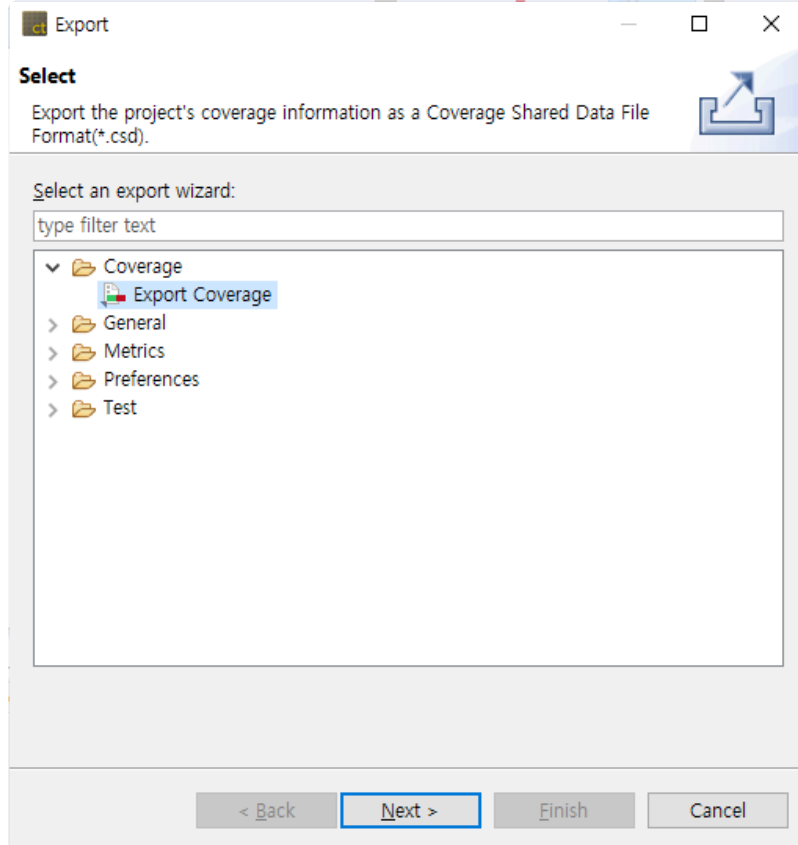 ct Export
Select
Export the project's coverage information as a Coverage Shared Data File
Format(*.csd).
Select an export wizard:
type filter text
Coverage
Export Coverage
General
Metrics
Preferences
Test
< Back
Next >
Finish
Cancel